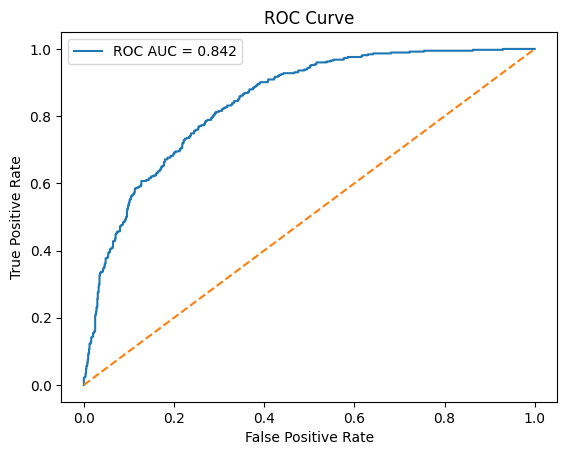 ROC Curve
ROC AUC = 0.842
True Positive Rate
1.0
0.8
0.6
0.4
0.2
0.0
0.0 0.2 0.4 0.6 0.8 1.0
False Positive Rate